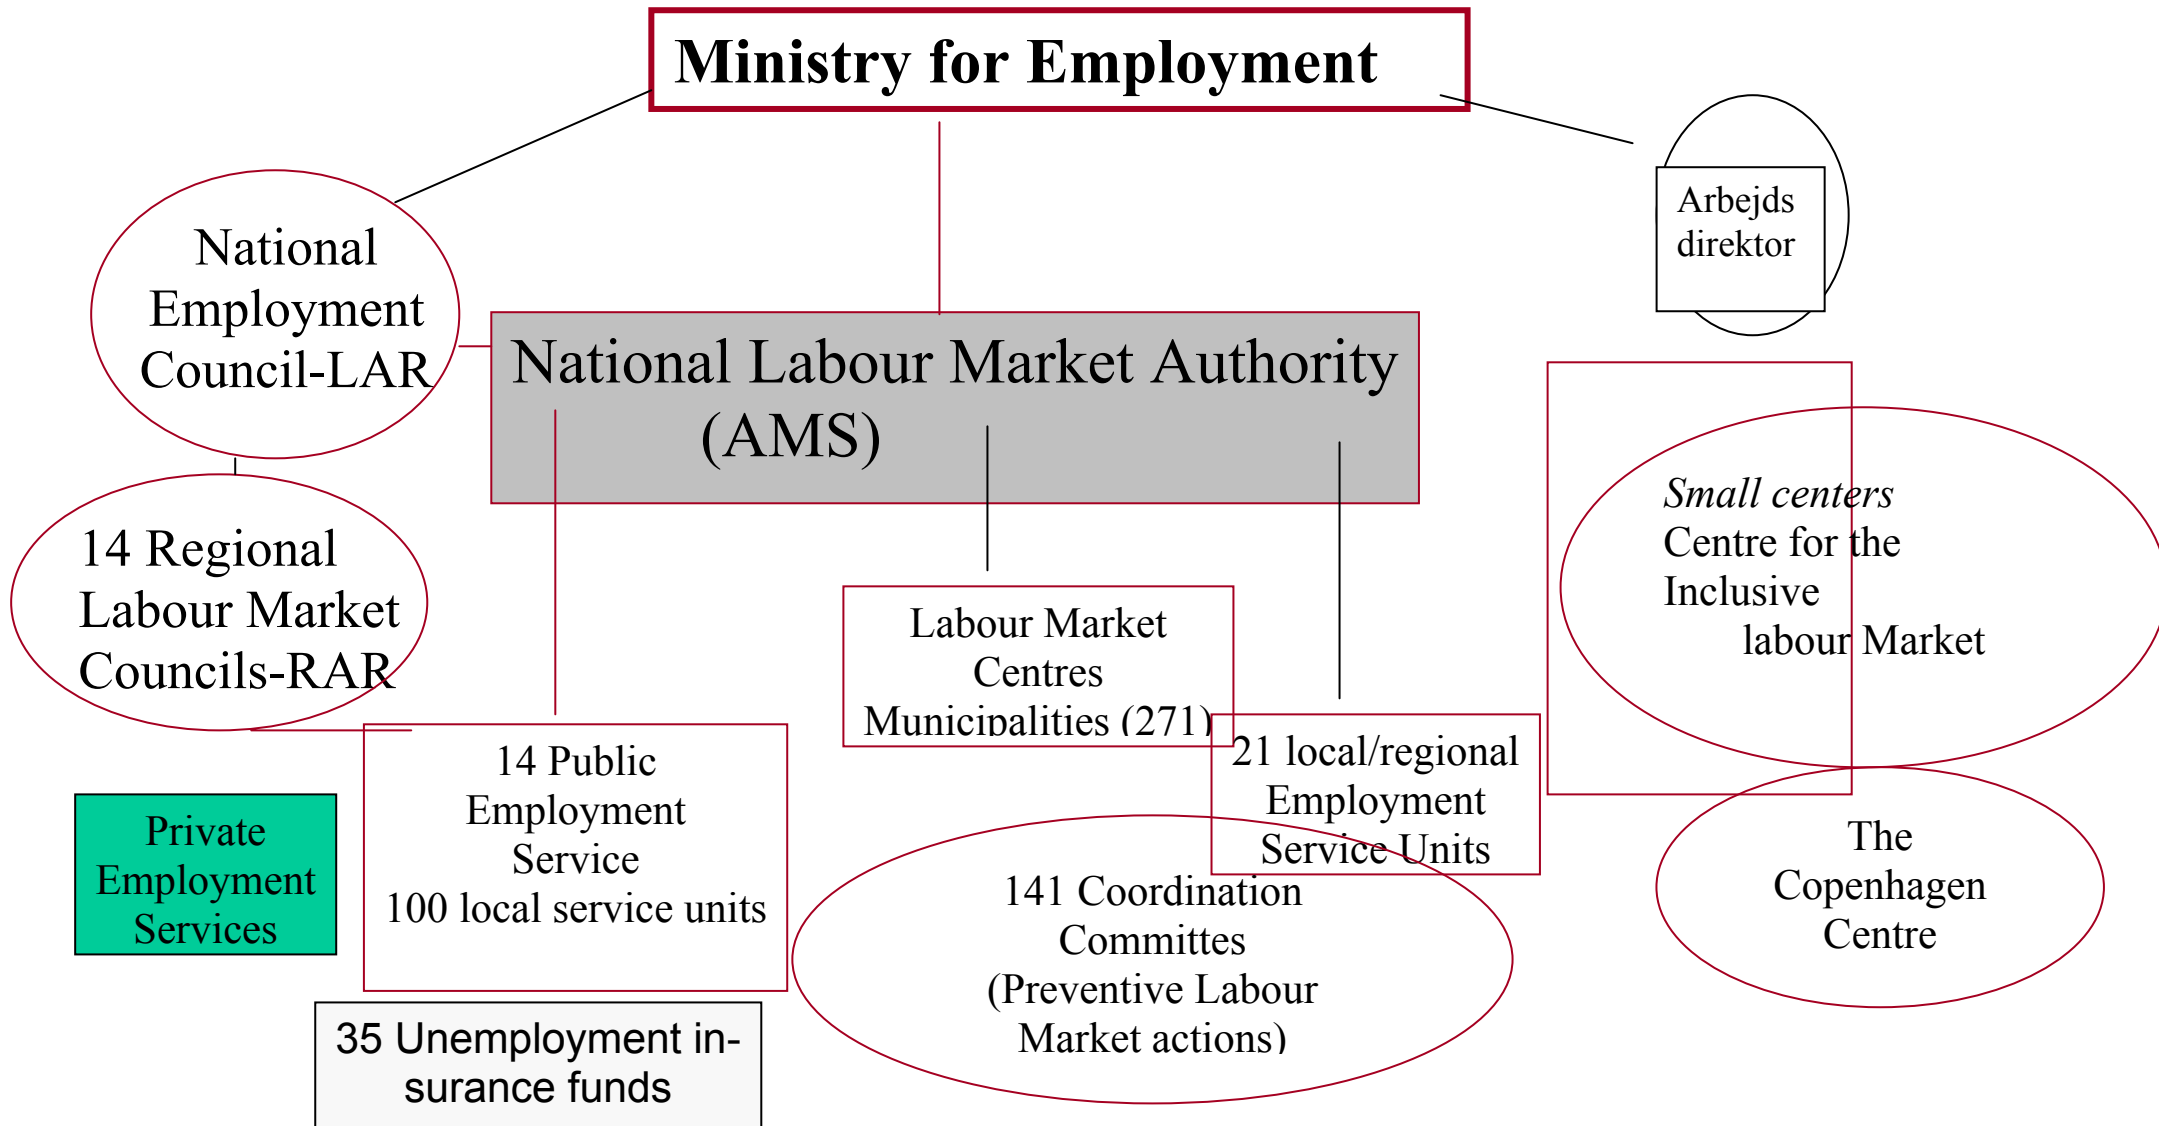 Ministry for Employment
Arbejds
direktor
National
Employment
Council-LAR
National Labour Market Authority
(AMS)
14 Regional
Labour Market
Councils-RAR
Small centers
Centre for the
Inclusive
labour Market
Labour Market
Centres
Municipalities (271)
21 local/regional
Employment
Service Units
14 Public
Employment
Service
100 local service units
Private
Employment
Services
The
Copenhagen
Centre
141 Coordination
Committes
(Preventive Labour
Market actions)
35 Unemployment in-
surance funds